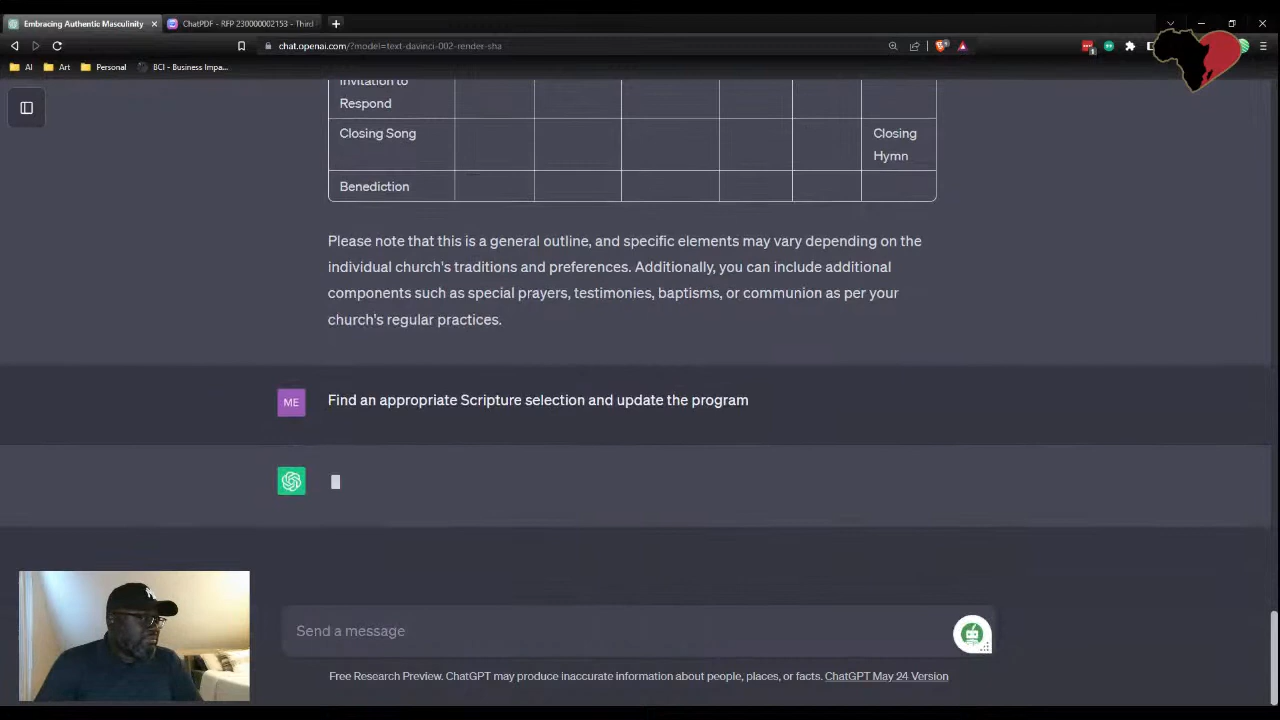 Embracing Authentic Masculinity
ChatPDF - RFP 230000002153 - Third
chat.openai.com/?model=text-davinci-002-render-sha
AI
Art
Personal
BCI - Business Impa...
Invitation to
Respond
Closing Song
Closing
Hymn
Benediction
Please note that this is a general outline, and specific elements may vary depending on the
individual church's traditions and preferences. Additionally, you can include additional
components such as special prayers, testimonies, baptisms, or communion as per your
church's regular practices.
ME
Find an appropriate Scripture selection and update the program
Send a message
Free Research Preview. ChatGPT may produce inaccurate information about people, places, or facts. ChatGPT May 24 Version